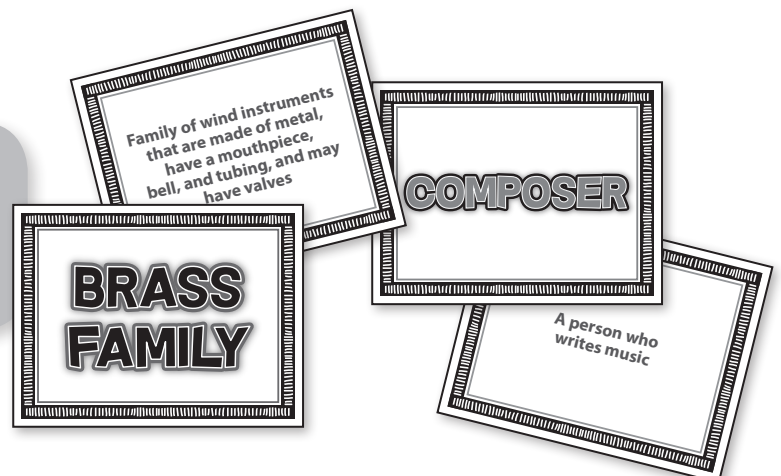 Family of wind instruments
that are made of metal,
have a mouthpiece,
bell, and tubing, and may
have valves
COMPOSER
BRASS
FAMILY
A person who
writes music